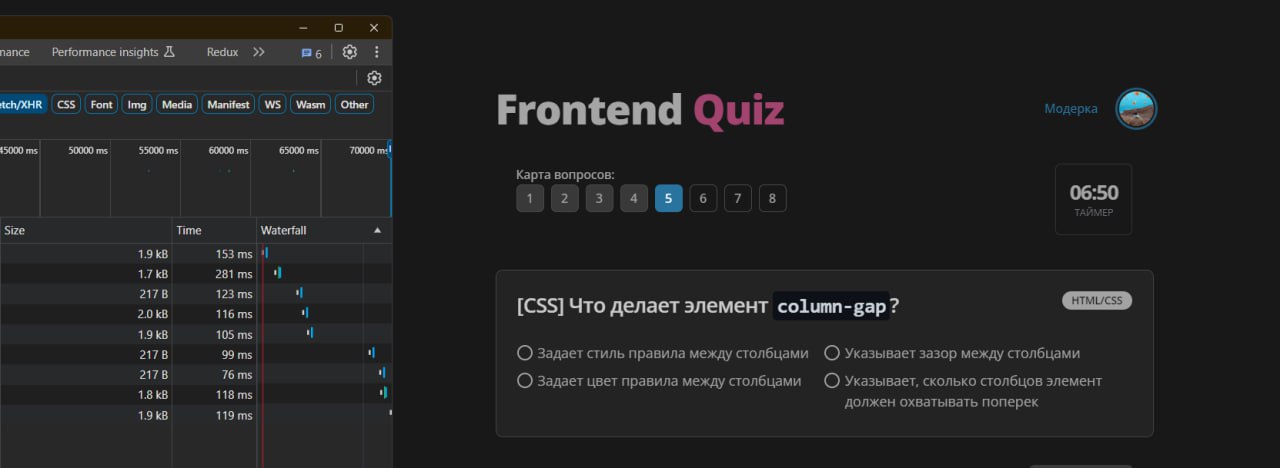 mance Performance insights Redux 6
etch/XHR CSS Font Img Media Manifest WS Wasm Other
45000 ms 50000 ms 55000 ms 60000 ms 65000 ms 70000 ms
Size Time Waterfall
1.9 kB 153 ms
1.7 kB 281 ms
217 B 123 ms
2.0 kB 116 ms
1.9 kB 105 ms
217 B 99 ms
217 B 76 ms
1.8 kB 118 ms
1.9 kB 119 ms
Frontend Quiz
Модерка
Карта вопросов:
1 2 3 4 5 6 7 8
06:50
ТАЙМЕР
[CSS] Что делает элемент column-gap?
HTML/CSS
Задает стиль правила между столбцами
Указывает зазор между столбцами
Задает цвет правила между столбцами
Указывает, сколько столбцов элемент
должен охватывать поперек